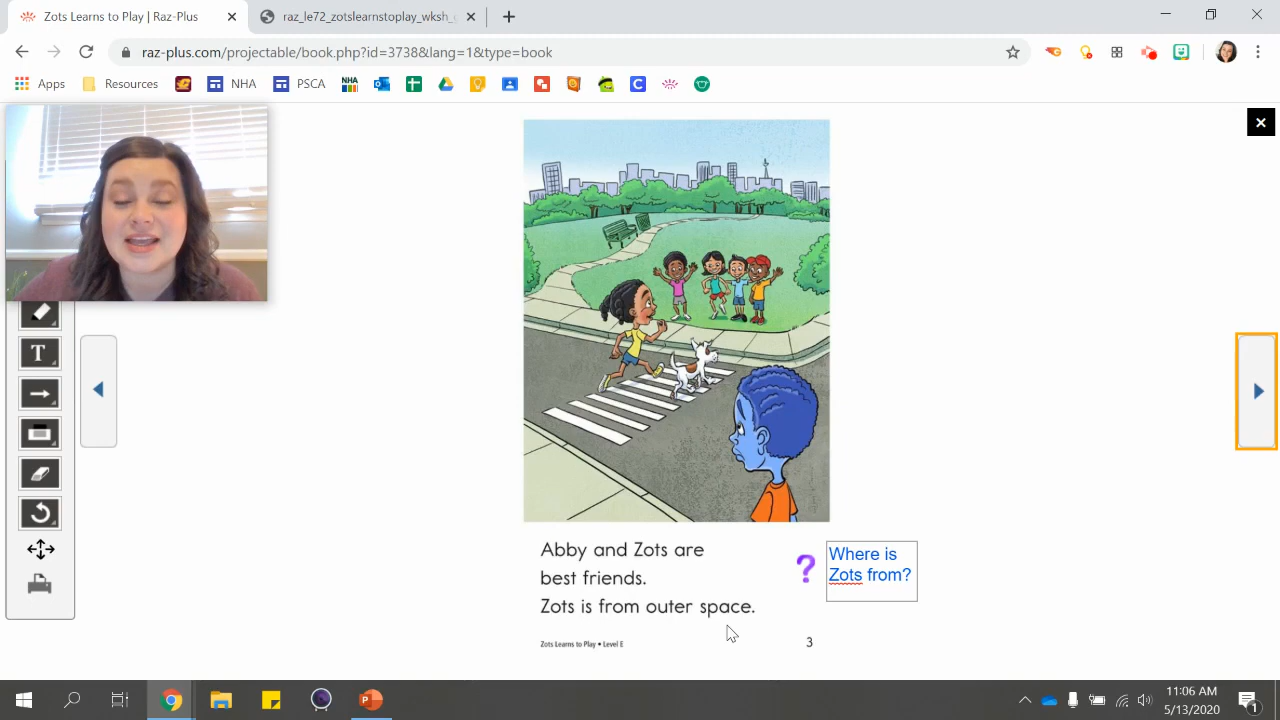 Zots Learns to Play | Raz-Plus
raz_le72_zotslearnstoplay_wksh_
raz-plus.com/projectable/book.php?id=3738&lang=1&type=book
Apps
Resources
NHA
PSCA
NHA
T
Abby and Zots are
best friends.
Zots is from outer space.
?
Where is
Zots from?
Zots Learns to Play • Level E
3
11:06 AM
5/13/2020